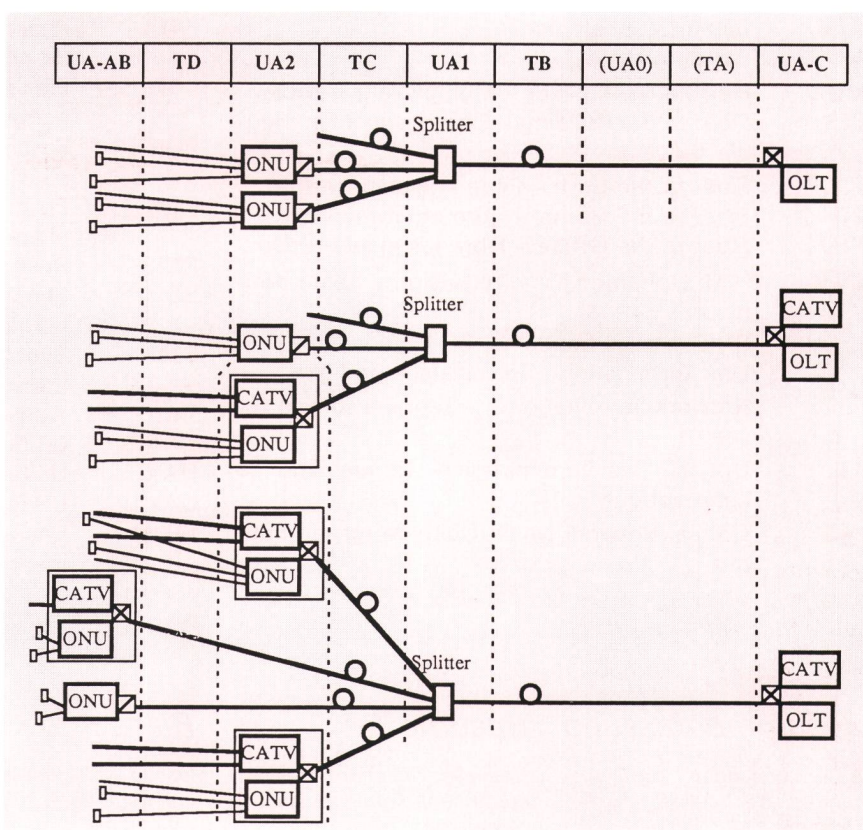 UA-AB TD UA2 TC UA1 TB (UA0) (TA) UA-C
Splitter
ONU
OLT
ONU
Splitter
CATV
ONU
OLT
CATV
ONU
CATV
ONU
CATV
ONU
Splitter
CATV
ONU
OLT
CATV
ONU